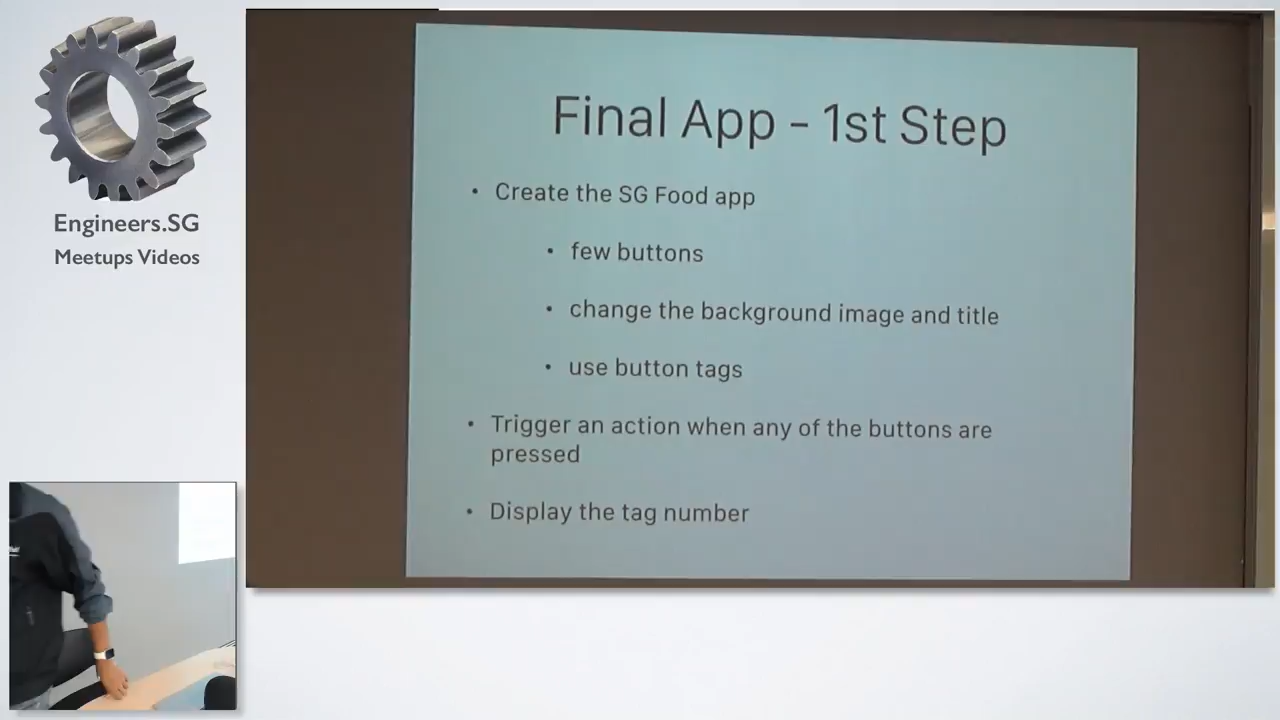 Engineers.SG
Meetups Videos
Final App - 1st Step
• Create the SG Food app
• few buttons
• change the background image and title
• use button tags
• Trigger an action when any of the buttons are
pressed
• Display the tag number